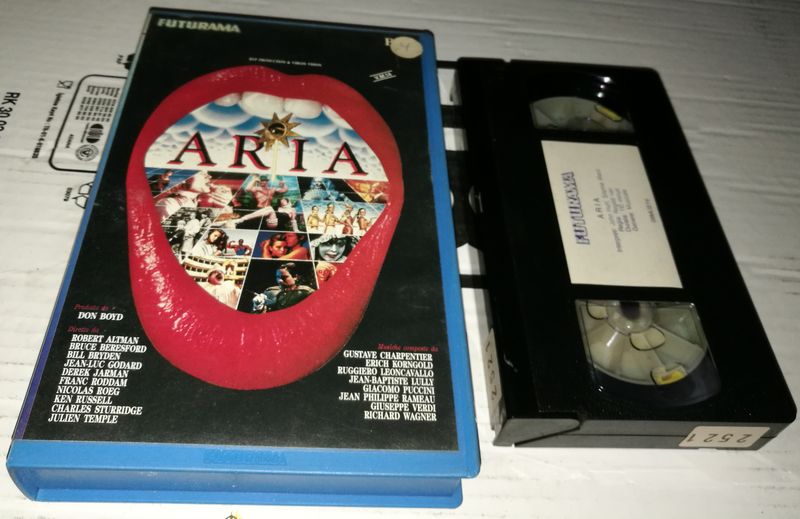 FUTURAMA
RVP PRODUCTION & VIRGIN VISION
ARIA
Prodotto da
DON BOYD
Diretto da
ROBERT ALTMAN
BRUCE BERESFORD
BILL BRYDEN
JEAN-LUC GODARD
DEREK JARMAN
FRANC RODDAM
NICOLAS ROEG
KEN RUSSELL
CHARLES STURRIDGE
JULIEN TEMPLE
Musiche composte da
GUSTAVE CHARPENTIER
ERICH KORNGOLD
RUGGIERO LEONCAVALLO
JEAN-BAPTISTE LULLY
GIACOMO PUCCINI
JEAN PHILIPPE RAMEAU
GIUSEPPE VERDI
RICHARD WAGNER
FUTURAMA
FUTURAMA
ARIA
2521
2521